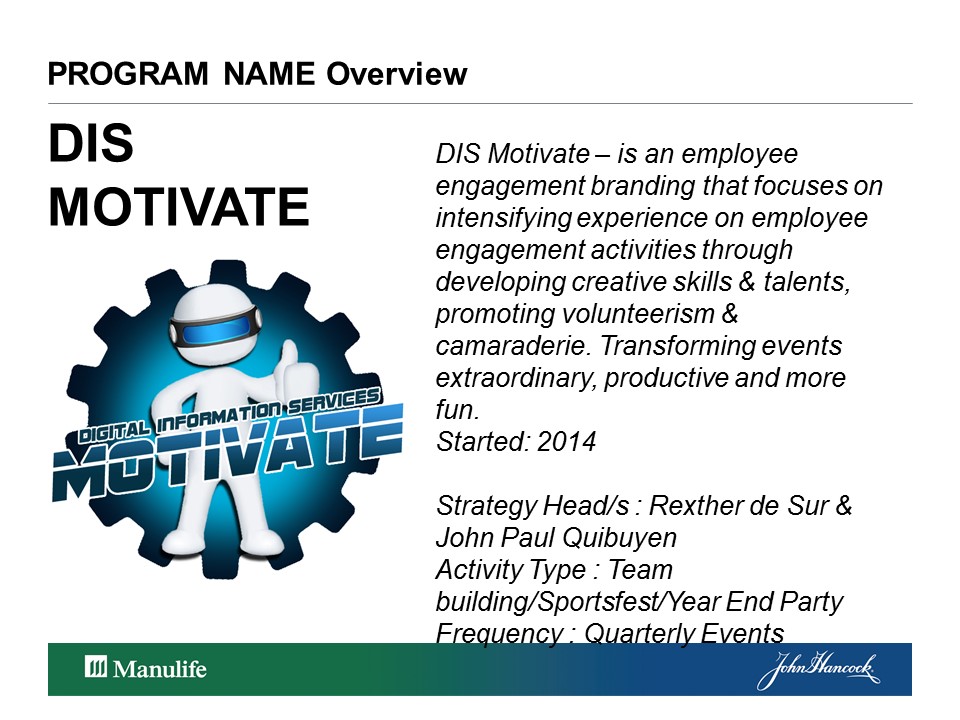 PROGRAM NAME Overview
DIS
MOTIVATE
DIGITAL INFORMATION SERVICES
MOTIVATE
DIS Motivate – is an employee
engagement branding that focuses on
intensifying experience on employee
engagement activities through
developing creative skills & talents,
promoting volunteerism &
camaraderie. Transforming events
extraordinary, productive and more
fun.
Started: 2014
Strategy Head/s : Rexther de Sur &
John Paul Quibuyen
Activity Type : Team
building/Sportsfest/Year End Party
Frequency : Quarterly Events
Manulife
John Hancock.